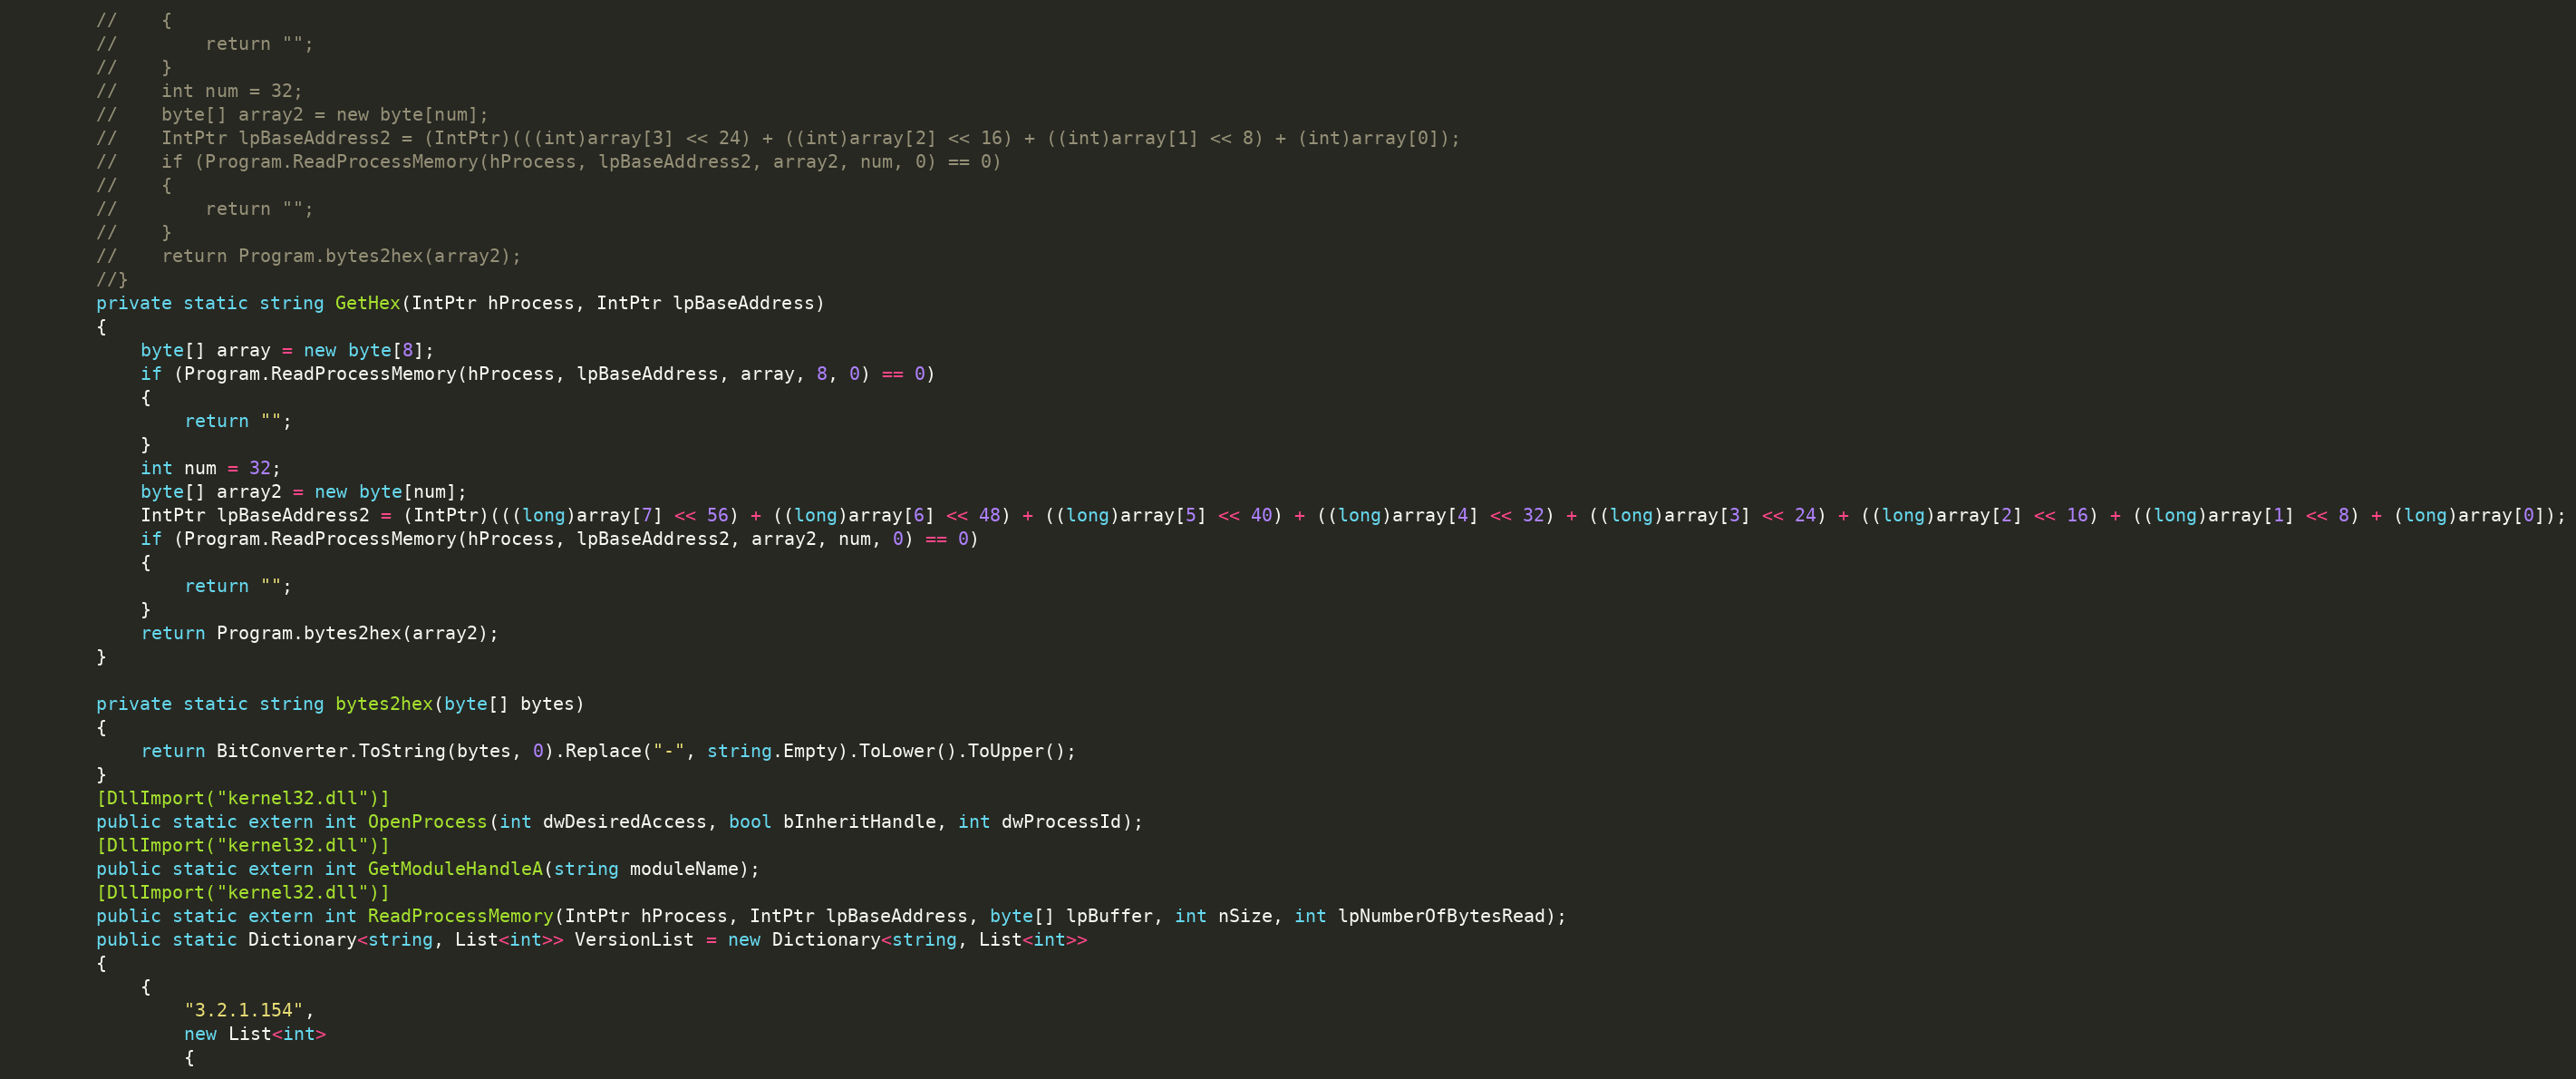 //    {
//        return "";
//    }
//    int num = 32;
//    byte[] array2 = new byte[num];
//    IntPtr lpBaseAddress2 = (IntPtr)(((int)array[3] << 24) + ((int)array[2] << 16) + ((int)array[1] << 8) + (int)array[0]);
//    if (Program.ReadProcessMemory(hProcess, lpBaseAddress2, array2, num, 0) == 0)
//    {
//        return "";
//    }
//    return Program.bytes2hex(array2);
//}
private static string GetHex(IntPtr hProcess, IntPtr lpBaseAddress)
{
    byte[] array = new byte[8];
    if (Program.ReadProcessMemory(hProcess, lpBaseAddress, array, 8, 0) == 0)
    {
        return "";
    }
    int num = 32;
    byte[] array2 = new byte[num];
    IntPtr lpBaseAddress2 = (IntPtr)(((long)array[7] << 56) + ((long)array[6] << 48) + ((long)array[5] << 40) + ((long)array[4] << 32) + ((long)array[3] << 24) + ((long)array[2] << 16) + ((long)array[1] << 8) + (long)array[0]);
    if (Program.ReadProcessMemory(hProcess, lpBaseAddress2, array2, num, 0) == 0)
    {
        return "";
    }
    return Program.bytes2hex(array2);
}

private static string bytes2hex(byte[] bytes)
{
    return BitConverter.ToString(bytes, 0).Replace("-", string.Empty).ToLower().ToUpper();
}
[DllImport("kernel32.dll")]
public static extern int OpenProcess(int dwDesiredAccess, bool bInheritHandle, int dwProcessId);
[DllImport("kernel32.dll")]
public static extern int GetModuleHandleA(string moduleName);
[DllImport("kernel32.dll")]
public static extern int ReadProcessMemory(IntPtr hProcess, IntPtr lpBaseAddress, byte[] lpBuffer, int nSize, int lpNumberOfBytesRead);
public static Dictionary<string, List<int>> VersionList = new Dictionary<string, List<int>>
{
    {
        "3.2.1.154",
        new List<int>
        {